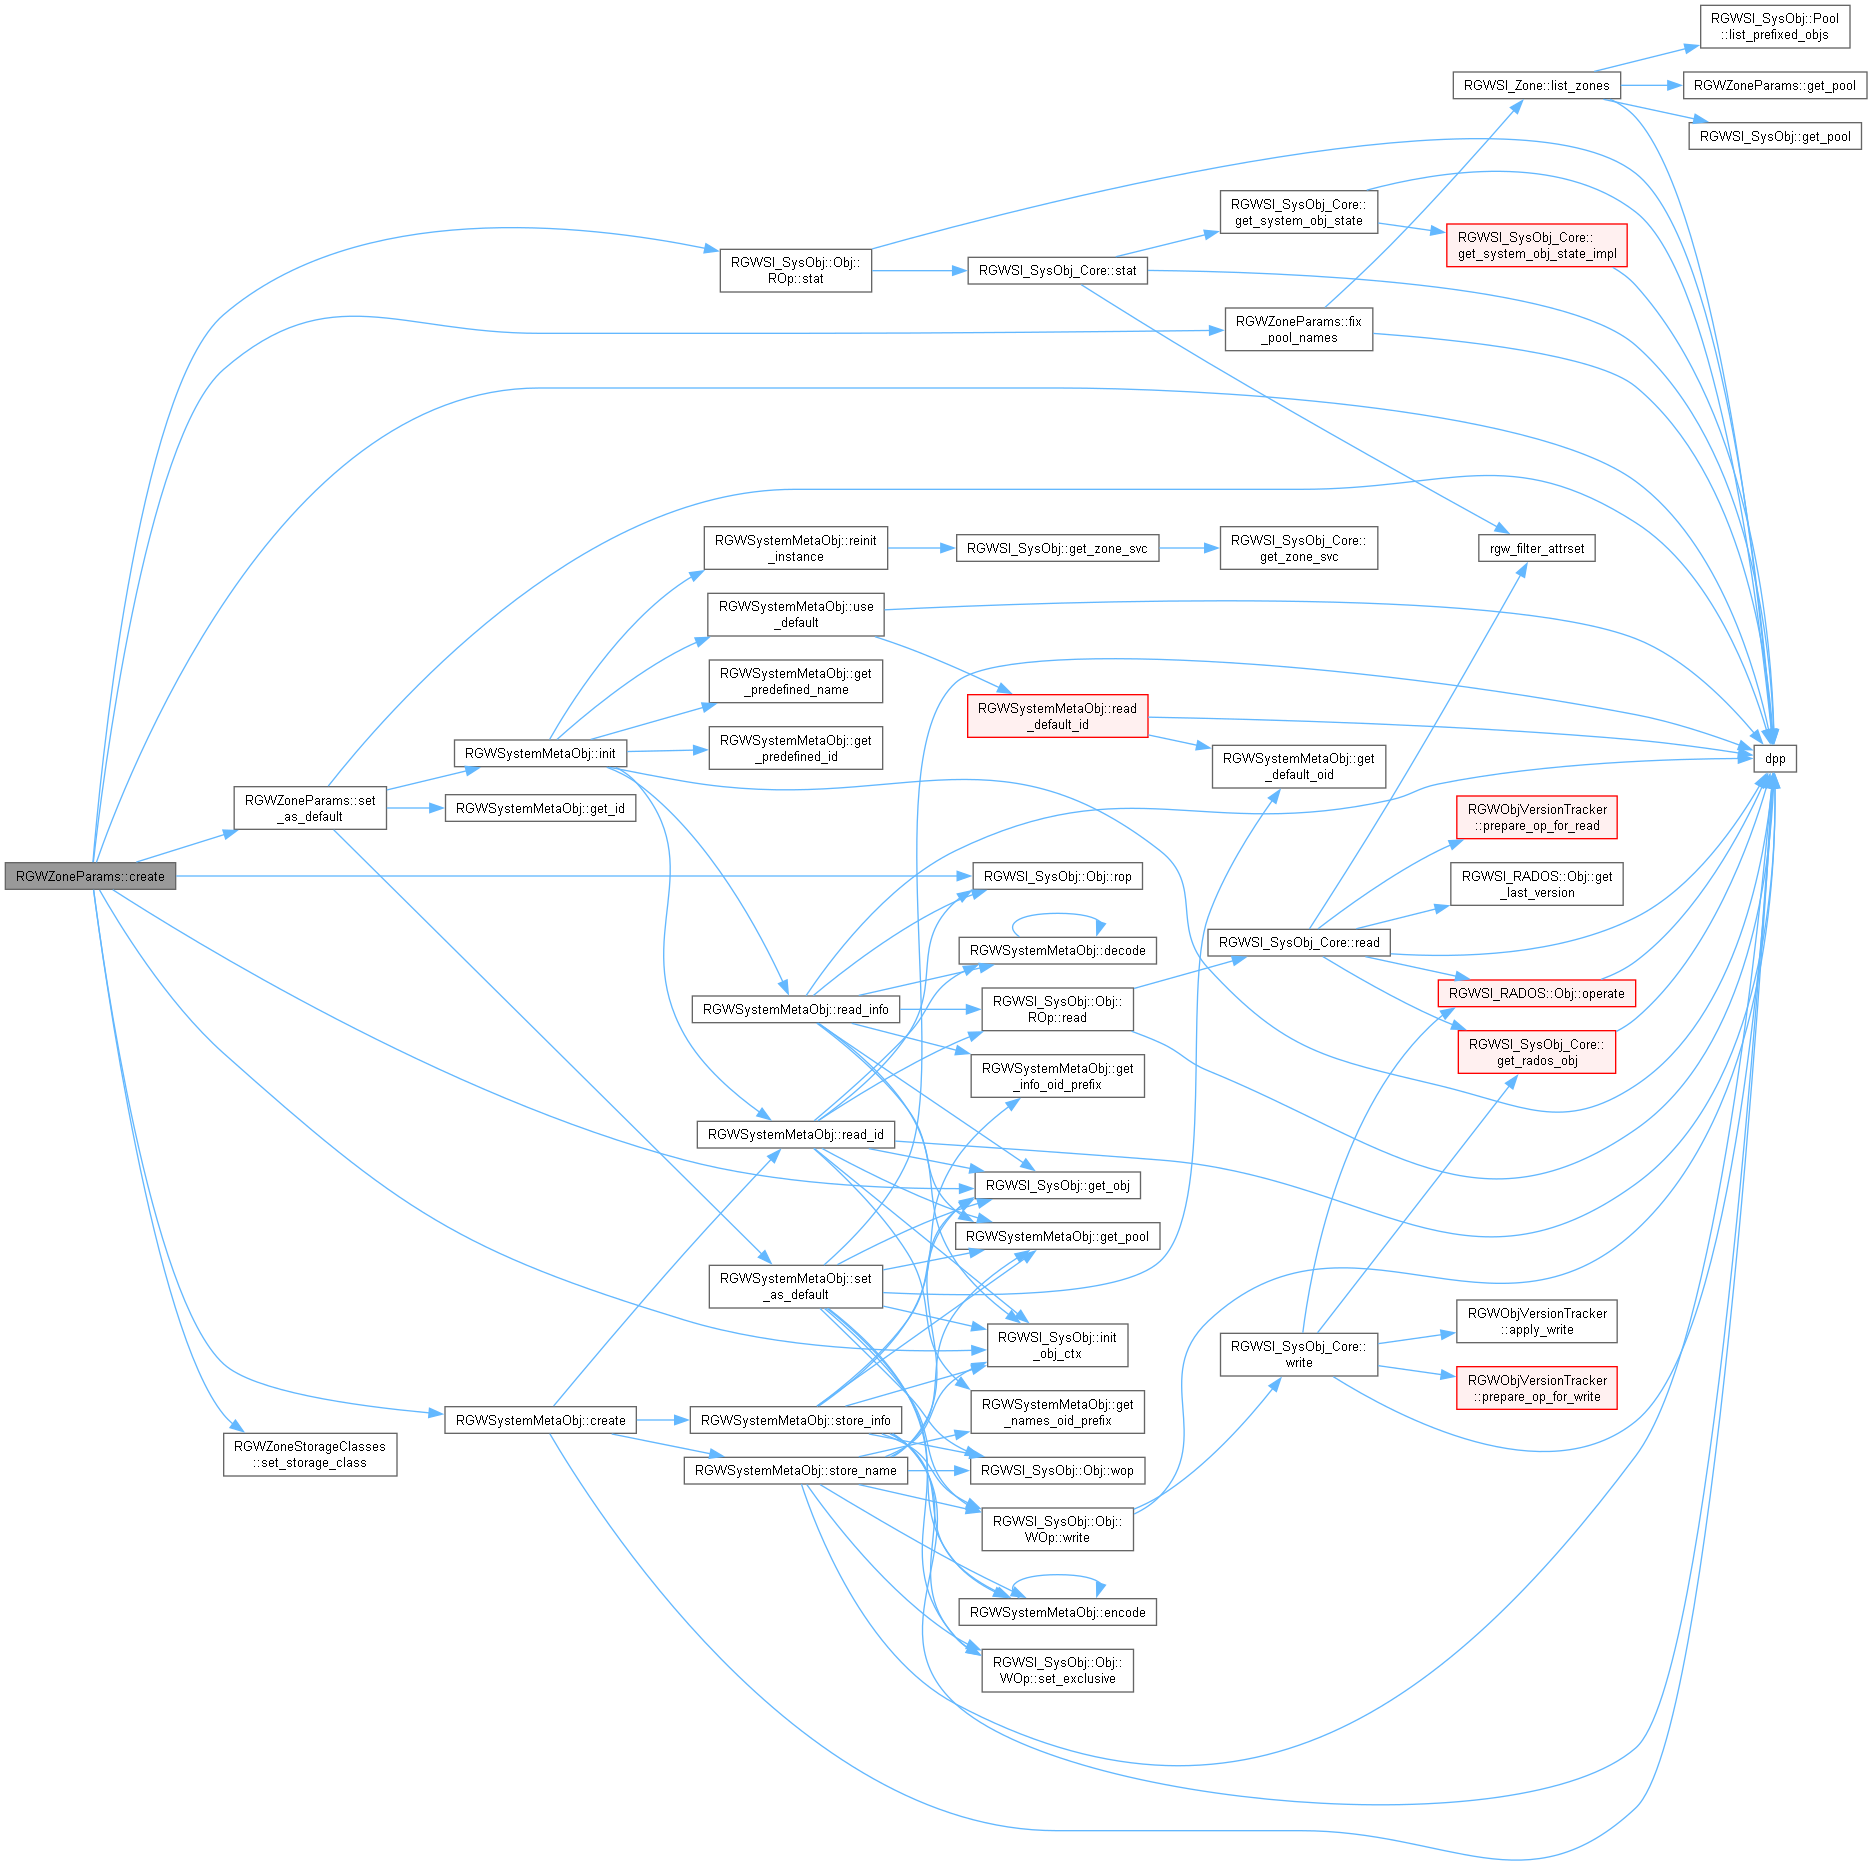 RGWSI_SysObj::Pool
::list_prefixed_objs
RGWSI_Zone::list_zones
RGWZoneParams::get_pool
RGWSI_SysObj::get_pool
RGWSI_SysObj_Core::
get_system_obj_state
RGWSI_SysObj_Core::
get_system_obj_state_impl
RGWSI_SysObj::Obj::
ROp::stat
RGWSI_SysObj_Core::stat
RGWZoneParams::fix
_pool_names
RGWSystemMetaObj::reinit
_instance
RGWSI_SysObj::get_zone_svc
RGWSI_SysObj_Core::
get_zone_svc
rgw_filter_attrset
RGWSystemMetaObj::use
_default
RGWSystemMetaObj::get
_predefined_name
RGWSystemMetaObj::read
_default_id
RGWSystemMetaObj::init
RGWSystemMetaObj::get
_predefined_id
RGWSystemMetaObj::get
_default_oid
dpp
RGWZoneParams::set
_as_default
RGWSystemMetaObj::get_id
RGWObjVersionTracker
::prepare_op_for_read
RGWZoneParams::create
RGWSI_SysObj::Obj::rop
RGWSI_RADOS::Obj::get
_last_version
RGWSystemMetaObj::decode
RGWSI_SysObj_Core::read
RGWSystemMetaObj::read_info
RGWSI_SysObj::Obj::
ROp::read
RGWSI_RADOS::Obj::operate
RGWSI_SysObj_Core::
get_rados_obj
RGWSystemMetaObj::get
_info_oid_prefix
RGWSystemMetaObj::read_id
RGWSI_SysObj::get_obj
RGWSystemMetaObj::get_pool
RGWSystemMetaObj::set
_as_default
RGWSI_SysObj::init
_obj_ctx
RGWObjVersionTracker
::apply_write
RGWSI_SysObj_Core::
write
RGWObjVersionTracker
::prepare_op_for_write
RGWSystemMetaObj::get
_names_oid_prefix
RGWSystemMetaObj::create
RGWSystemMetaObj::store_info
RGWZoneStorageClasses
::set_storage_class
RGWSystemMetaObj::store_name
RGWSI_SysObj::Obj::wop
RGWSI_SysObj::Obj::
WOp::write
RGWSystemMetaObj::encode
RGWSI_SysObj::Obj::
WOp::set_exclusive